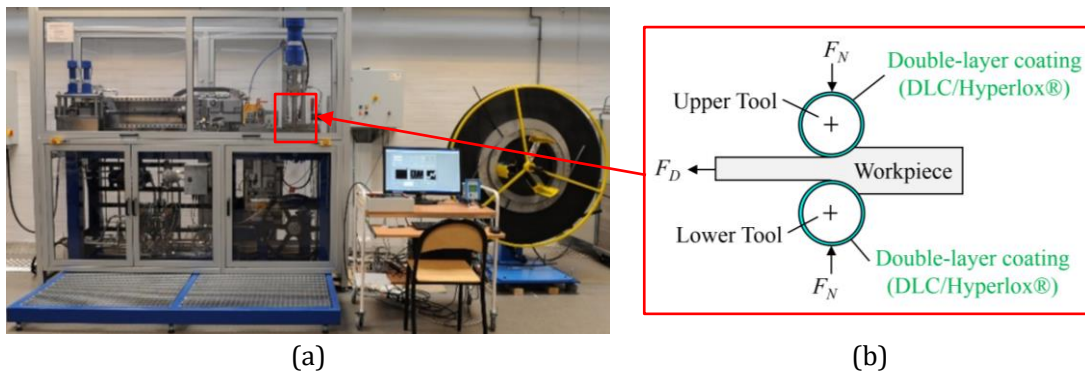 F_N
Double-layer coating
(DLC/Hyperlox®)
Upper Tool
F_D
Workpiece
Lower Tool
Double-layer coating
(DLC/Hyperlox®)
F_N
(a)
(b)